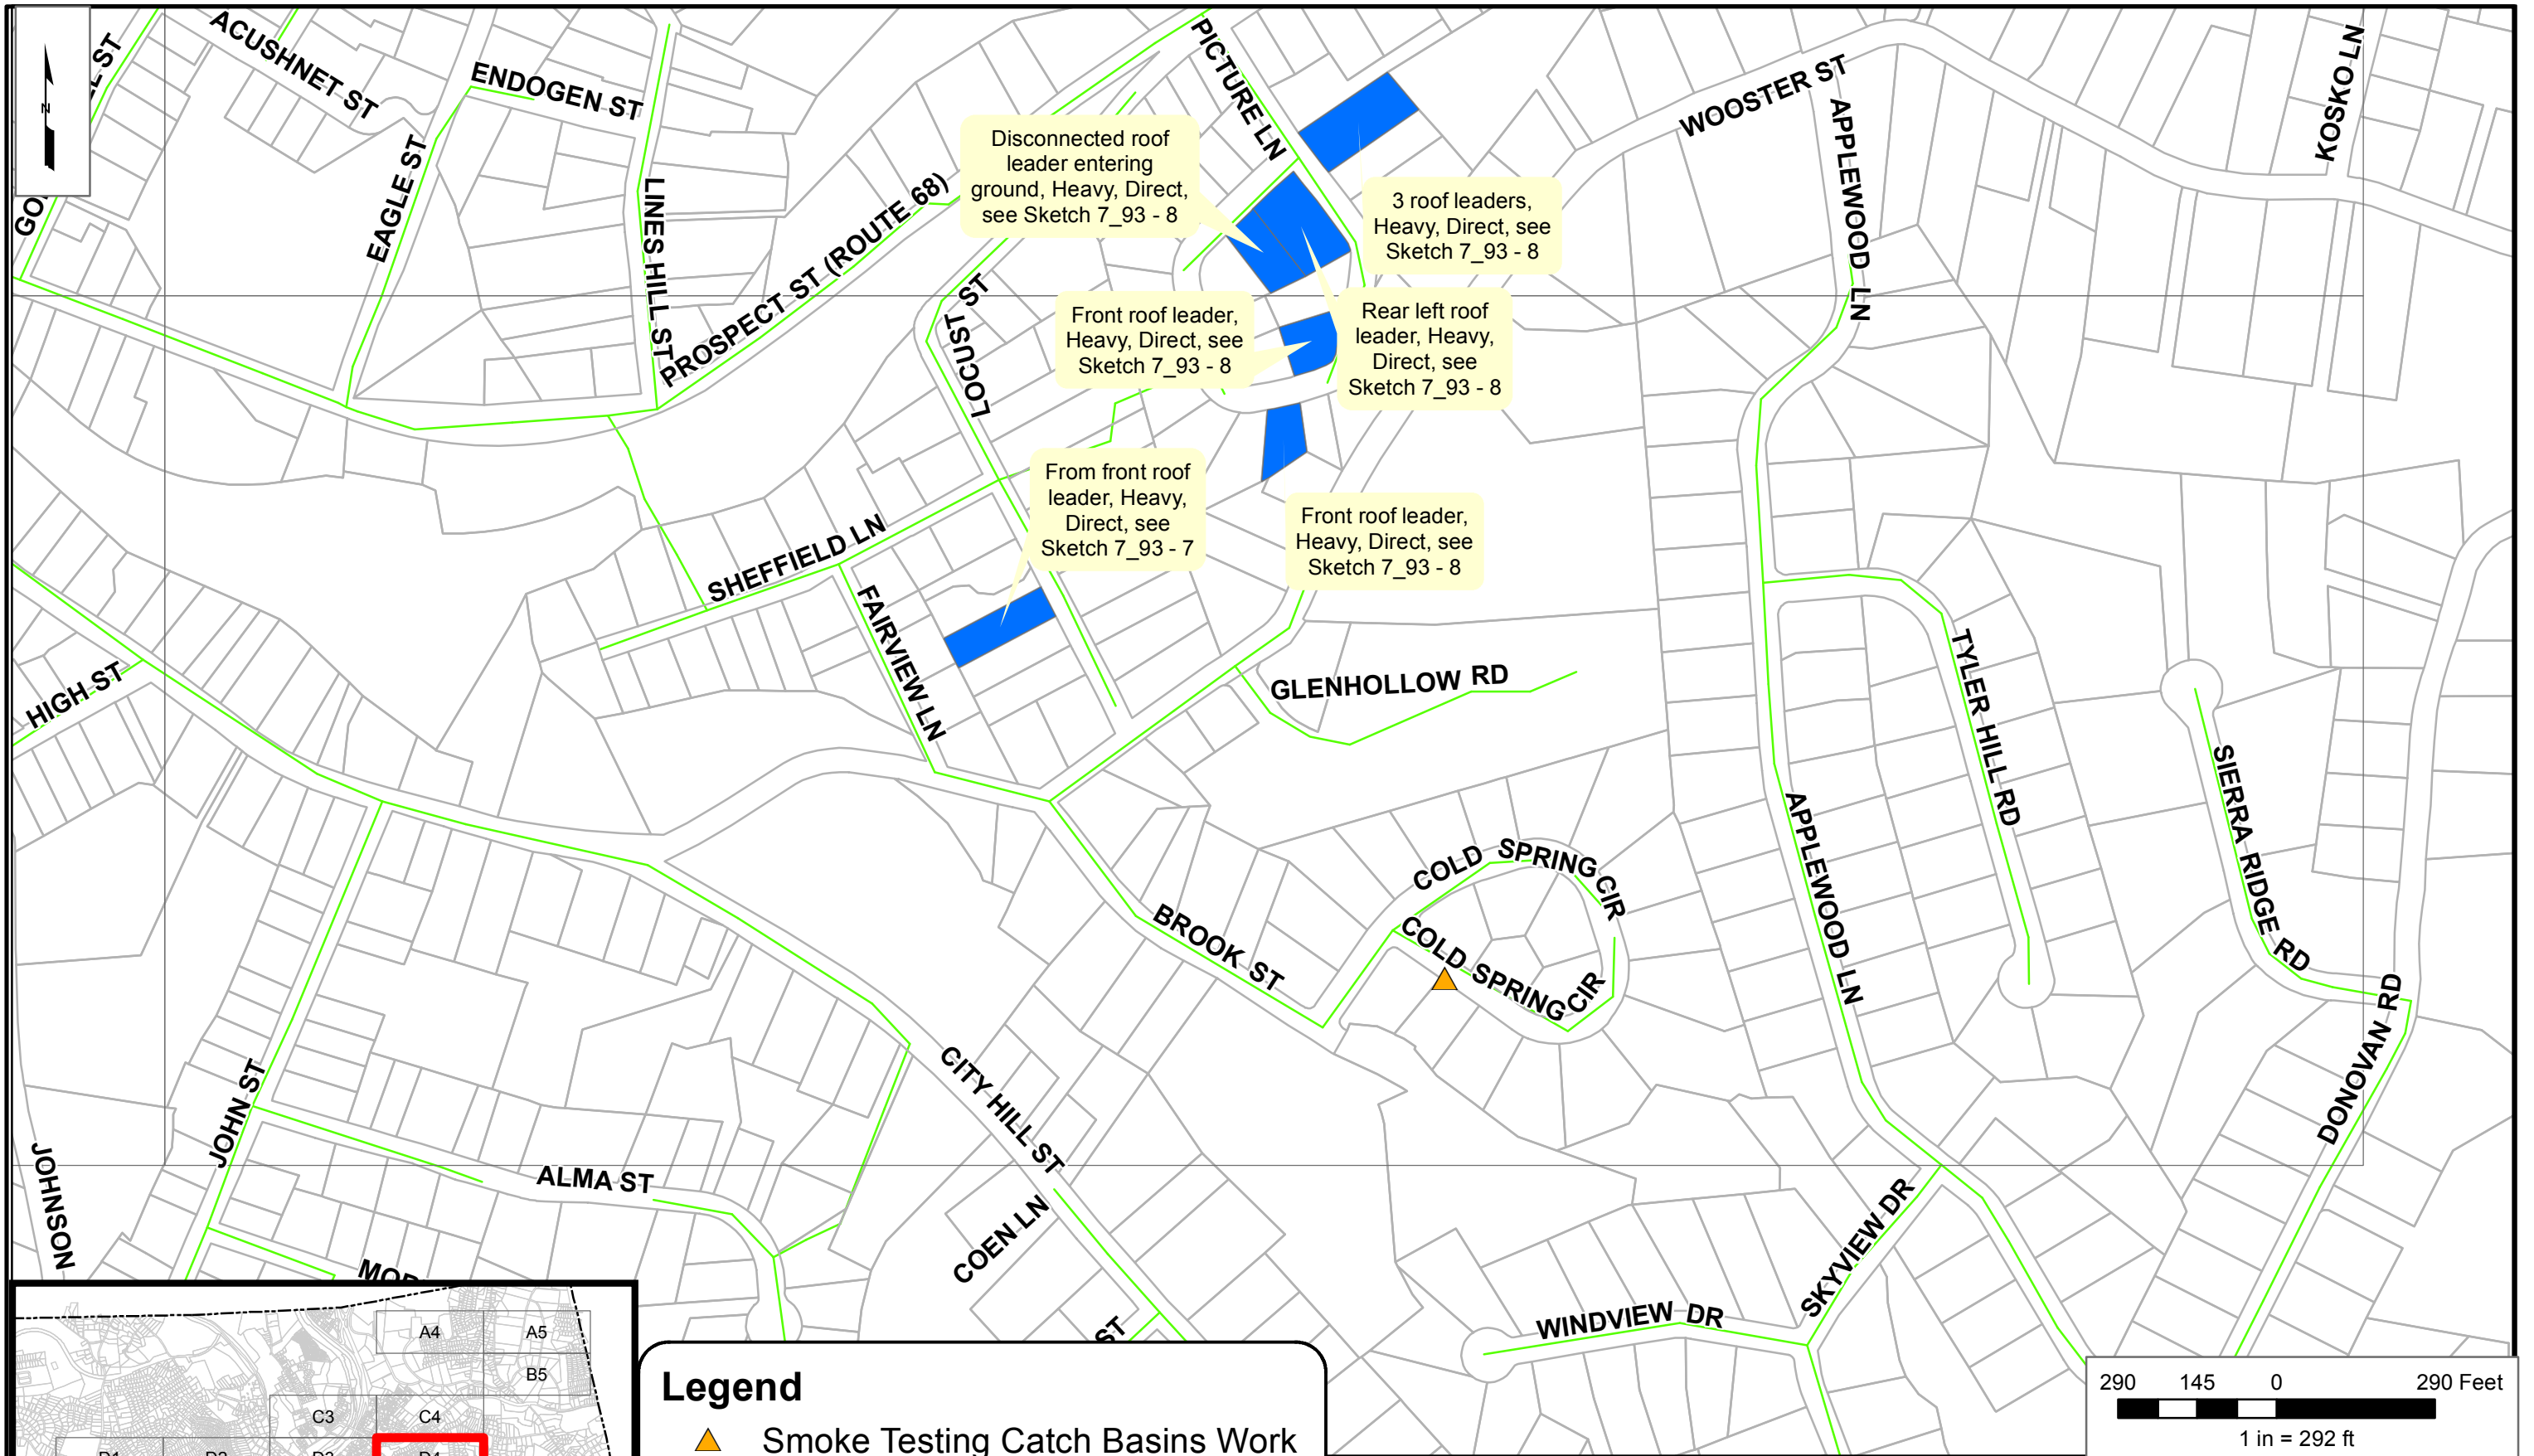 ACUSHNET ST
ENDOGEN ST
EAGLE ST
LINES HILL ST
PROSPECT ST (ROUTE 68)
PICTURE LN
WOOSTER ST
APPLEWOOD LN
KOSKO LN
N
Disconnected roof
leader entering
ground, Heavy, Direct,
see Sketch 7_93 - 8
3 roof leaders,
Heavy, Direct, see
Sketch 7_93 - 8
Front roof leader,
Heavy, Direct, see
Sketch 7_93 - 8
Rear left roof
leader, Heavy,
Direct, see
Sketch 7_93 - 8
LOCUST ST
From front roof
leader, Heavy,
Direct, see
Sketch 7_93 - 7
Front roof leader,
Heavy, Direct, see
Sketch 7_93 - 8
SHEFFIELD LN
FAIRVIEW LN
HIGH ST
GLENHOLLOW RD
TYLER HILL RD
SIERRA RIDGE RD
APPLEWOOD LN
COLD SPRING CIR
COLD SPRING CIR
BROOK ST
DONOVAN RD
CITY HILL ST
JOHN ST
JOHNSON
ALMA ST
COEN LN
SKYVIEW DR
WINDVIEW DR
ST
A4
A5
B5
C3
C4
Legend
Smoke Testing Catch Basins Work
290 145 0 290 Feet
1 in = 292 ft